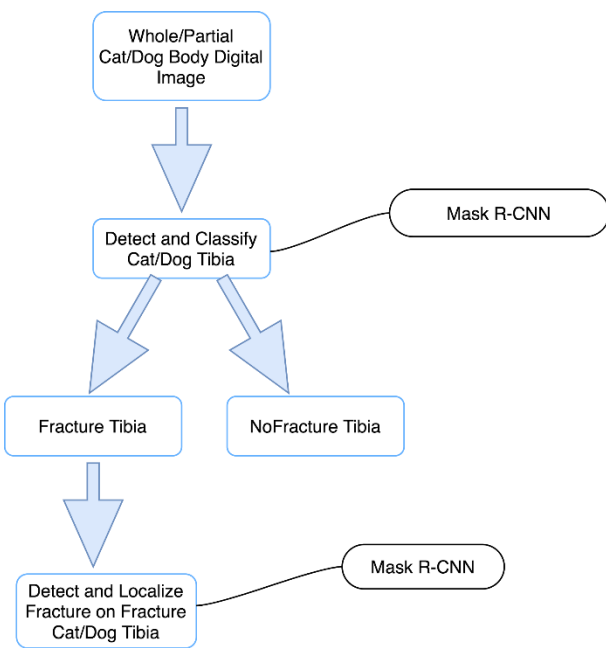 Whole/Partial
Cat/Dog Body Digital
Image
Mask R-CNN
Detect and Classify
Cat/Dog Tibia
Fracture Tibia
NoFracture Tibia
Mask R-CNN
Detect and Localize
Fracture on Fracture
Cat/Dog Tibia